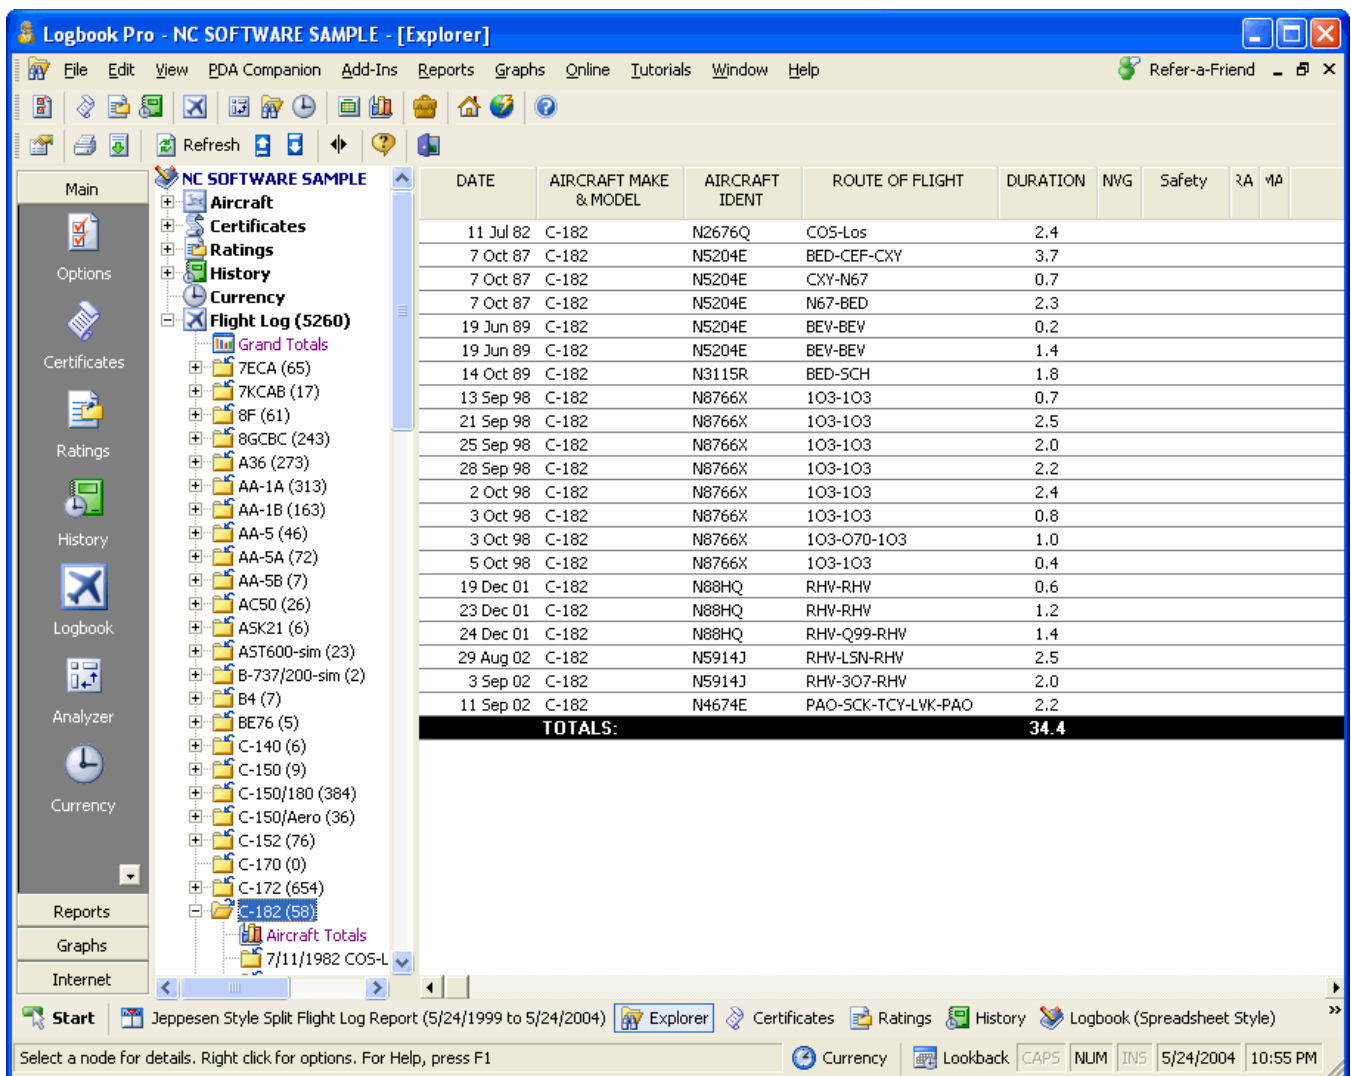 Logbook Pro - NC SOFTWARE SAMPLE - [Explorer]
File Edit View PDA Companion Add-Ins Reports Graphs Online Tutorials Window Help Refer-a-Friend
Refresh
Main
Options
Certificates
Ratings
History
Logbook
Analyzer
Currency
Reports
Graphs
Internet
NC SOFTWARE SAMPLE
Aircraft
Certificates
Ratings
History
Currency
Flight Log (5260)
Grand Totals
7ECA (65)
7KCAB (17)
8F (61)
8GCBC (243)
A36 (273)
AA-1A (313)
AA-1B (163)
AA-5 (46)
AA-5A (72)
AA-5B (7)
AC50 (26)
ASK21 (6)
AST600-sim (23)
B-737/200-sim (2)
B4 (7)
BE76 (5)
C-140 (6)
C-150 (9)
C-150/180 (384)
C-150/Aero (36)
C-152 (76)
C-170 (0)
C-172 (654)
C-182 (58)
Aircraft Totals
7/11/1982 COS-L
DATE AIRCRAFT MAKE & MODEL AIRCRAFT IDENT ROUTE OF FLIGHT DURATION NVG Safety
11 Jul 82 C-182 N2676Q COS-Los 2.4
7 Oct 87 C-182 N5204E BED-CEF-CXY 3.7
7 Oct 87 C-182 N5204E CXY-N67 0.7
7 Oct 87 C-182 N5204E N67-BED 2.3
19 Jun 89 C-182 N5204E BEV-BEV 0.2
19 Jun 89 C-182 N5204E BEV-BEV 1.4
14 Oct 89 C-182 N3115R BED-SCH 1.8
13 Sep 98 C-182 N8766X 1O3-1O3 0.7
21 Sep 98 C-182 N8766X 1O3-1O3 2.5
25 Sep 98 C-182 N8766X 1O3-1O3 2.0
28 Sep 98 C-182 N8766X 1O3-1O3 2.2
2 Oct 98 C-182 N8766X 1O3-1O3 2.4
3 Oct 98 C-182 N8766X 1O3-1O3 0.8
3 Oct 98 C-182 N8766X 1O3-O70-1O3 1.0
5 Oct 98 C-182 N8766X 1O3-1O3 0.4
19 Dec 01 C-182 N88HQ RHV-RHV 0.6
23 Dec 01 C-182 N88HQ RHV-RHV 1.2
24 Dec 01 C-182 N88HQ RHV-Q99-RHV 1.4
29 Aug 02 C-182 N5914J RHV-LSN-RHV 2.5
3 Sep 02 C-182 N5914J RHV-3O7-RHV 2.0
11 Sep 02 C-182 N4674E PAO-SCK-TCY-LVK-PAO 2.2
TOTALS: 34.4
Start Jeppesen Style Split Flight Log Report (5/24/1999 to 5/24/2004) Explorer Certificates Ratings History Logbook (Spreadsheet Style)
Select a node for details. Right click for options. For Help, press F1 Currency Lookback CAPS NUM INS 5/24/2004 10:55 PM